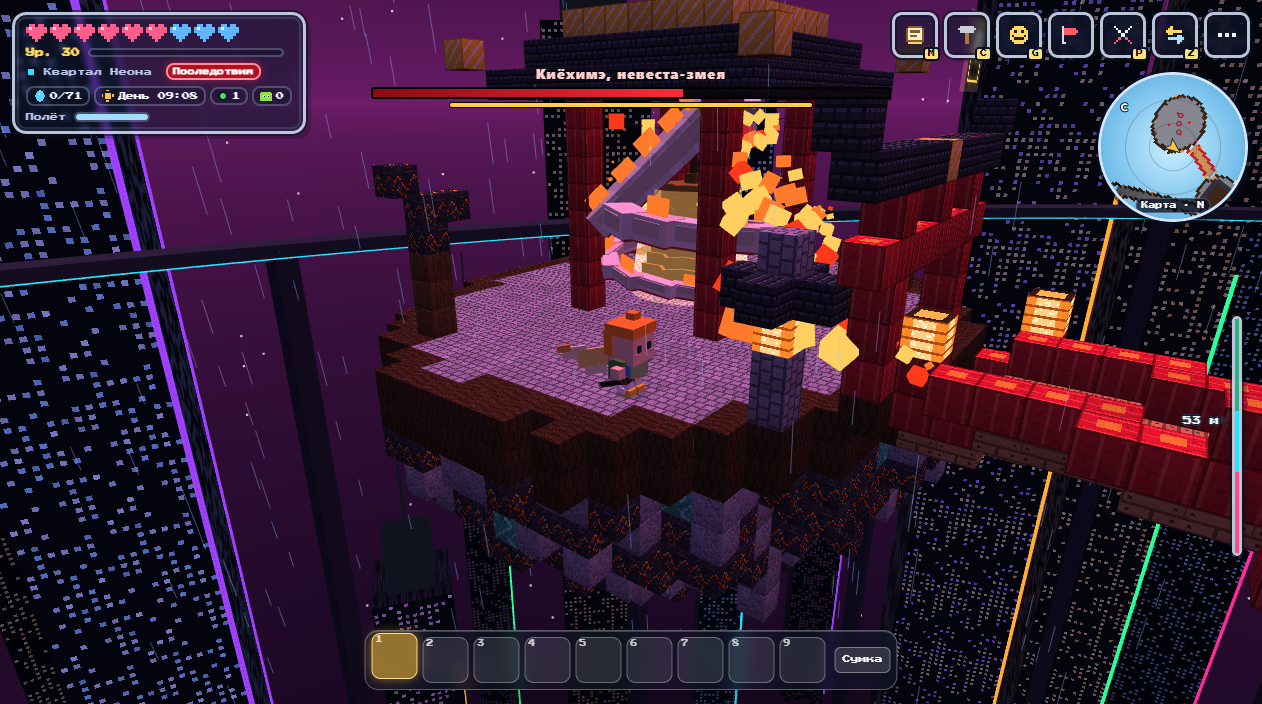 Ур. 30
Квартал Неона Последствия
0/71 День 09:08 1 0
Полёт
Киёхимэ, невеста-змея
H C G P Z
С
Карта · N
53 м
1 2 3 4 5 6 7 8 9 Сумка